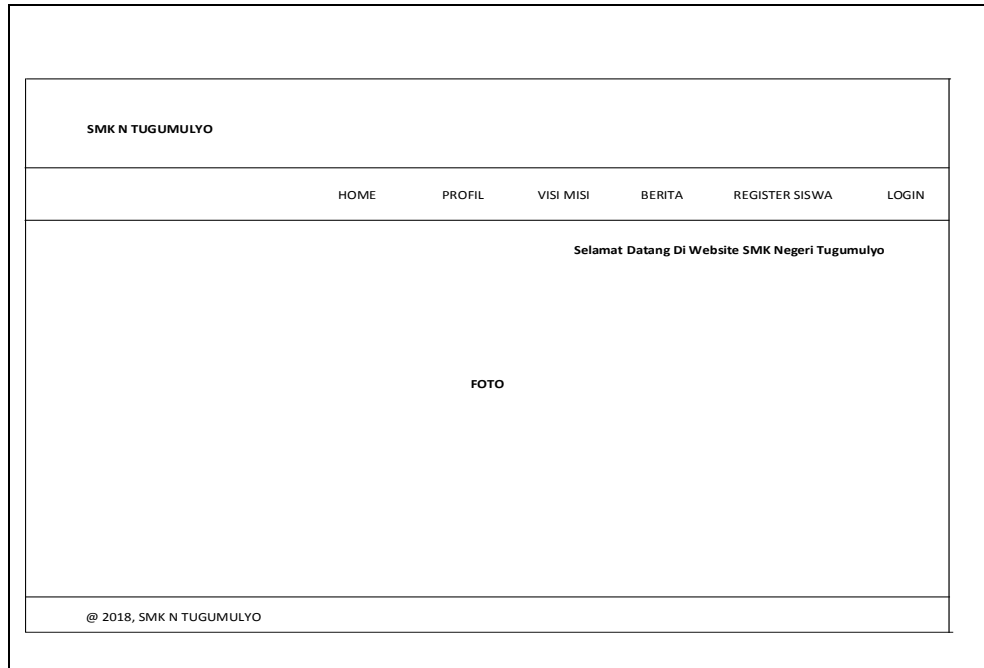 SMK N TUGUMULYO
HOME PROFIL VISI MISI BERITA REGISTER SISWA LOGIN
Selamat Datang Di Website SMK Negeri Tugumulyo
FOTO
@ 2018, SMK N TUGUMULYO